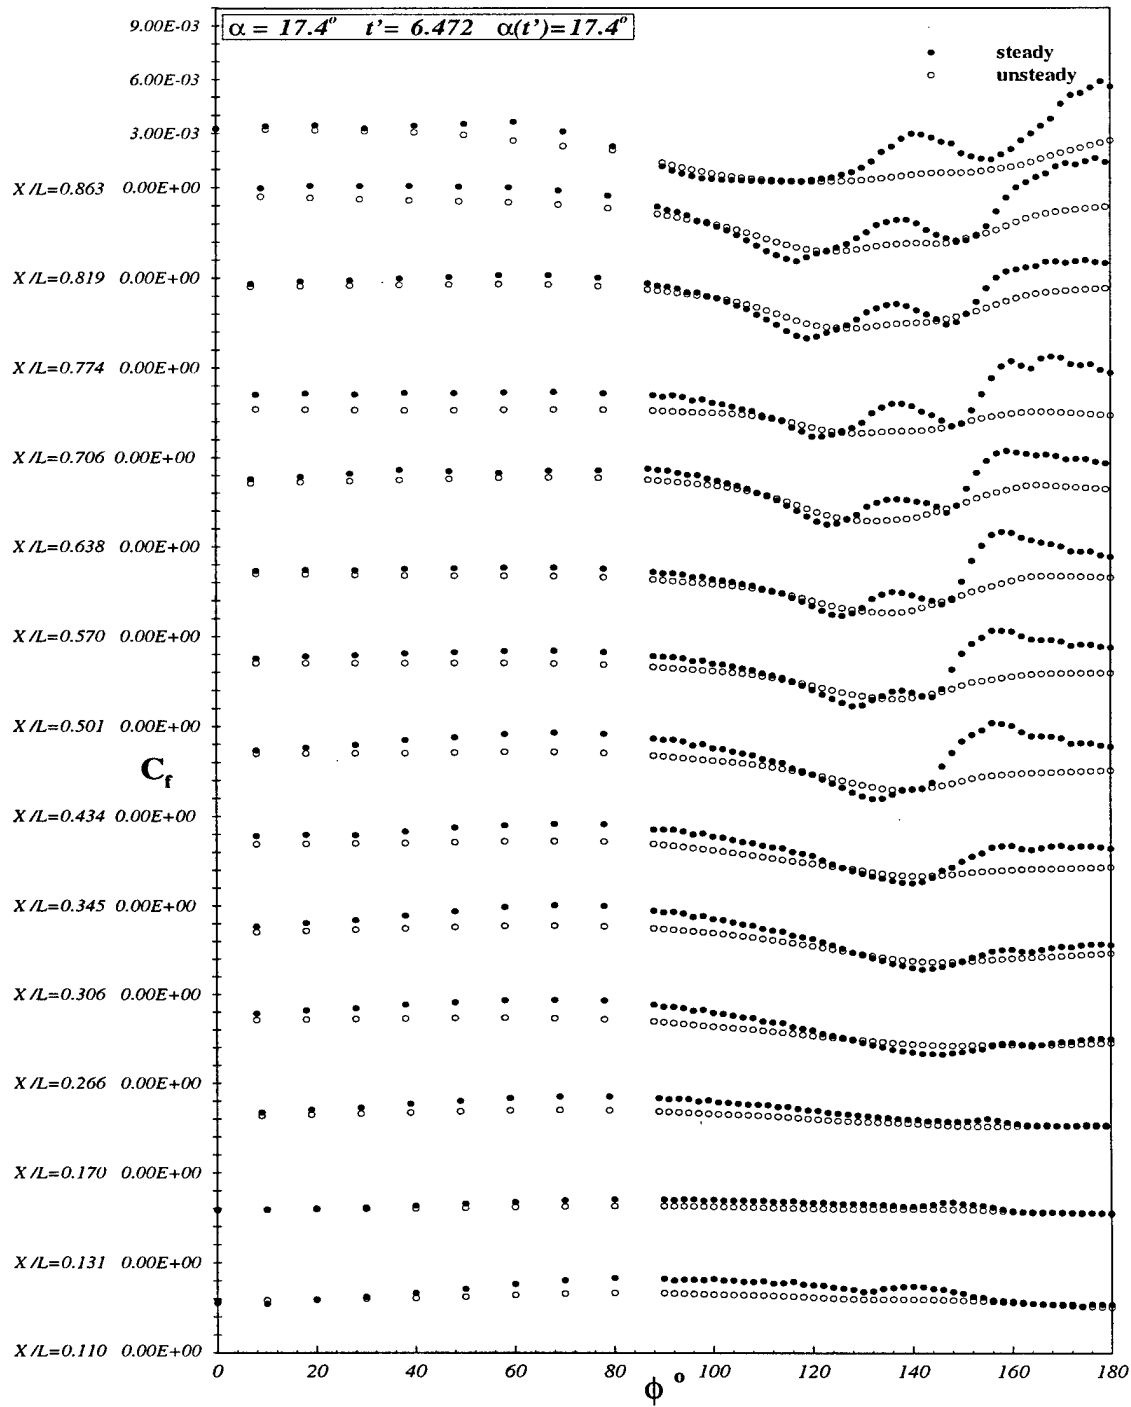 9.00E-03
α = 17.4° t'= 6.472 α(t')=17.4°
steady
6.00E-03
unsteady
3.00E-03
X/L=0.863 0.00E+00
X/L=0.819 0.00E+00
X/L=0.774 0.00E+00
X/L=0.706 0.00E+00
X/L=0.638 0.00E+00
X/L=0.570 0.00E+00
X/L=0.501 0.00E+00
Cf
X/L=0.434 0.00E+00
X/L=0.345 0.00E+00
X/L=0.306 0.00E+00
X/L=0.266 0.00E+00
X/L=0.170 0.00E+00
X/L=0.131 0.00E+00
X/L=0.110 0.00E+00
0 20 40 60 80 100 120 140 160 180
ϕ °